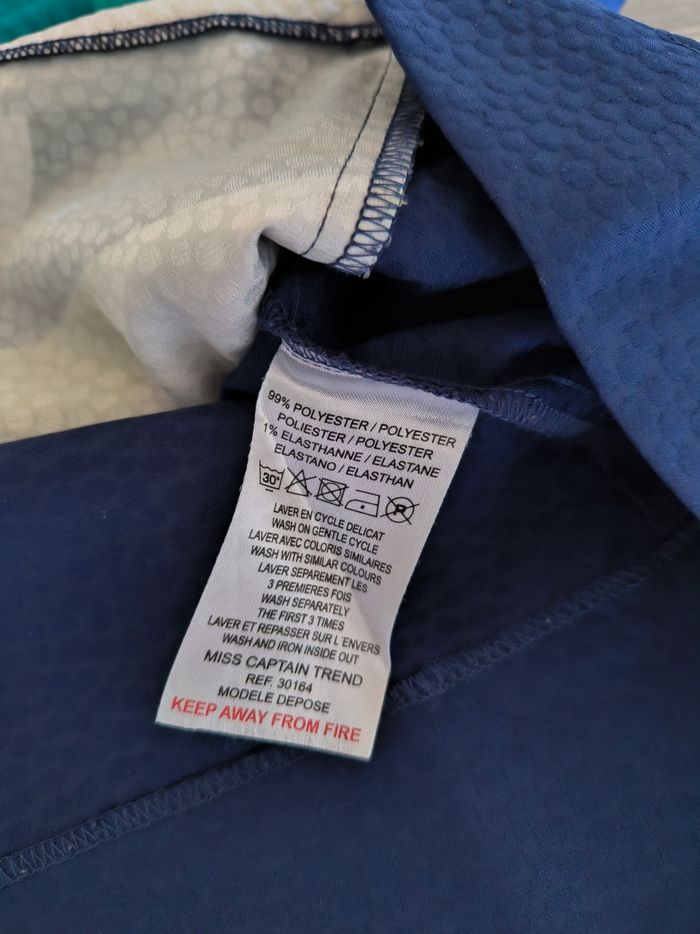 99% POLYESTER / POLYESTER
POLIESTER / POLYESTER
1% ELASTHANNE / ELASTANE
ELASTANO / ELASTHAN
30° P
LAVER EN CYCLE DELICAT
WASH ON GENTLE CYCLE
LAVER AVEC COLORIS SIMILAIRES
WASH WITH SIMILAR COLOURS
LAVER SEPAREMENT LES
3 PREMIERES FOIS
WASH SEPARATELY
THE FIRST 3 TIMES
LAVER ET REPASSER SUR L'ENVERS
WASH AND IRON INSIDE OUT
MISS CAPTAIN TREND
REF. 30164
MODELE DEPOSE
KEEP AWAY FROM FIRE